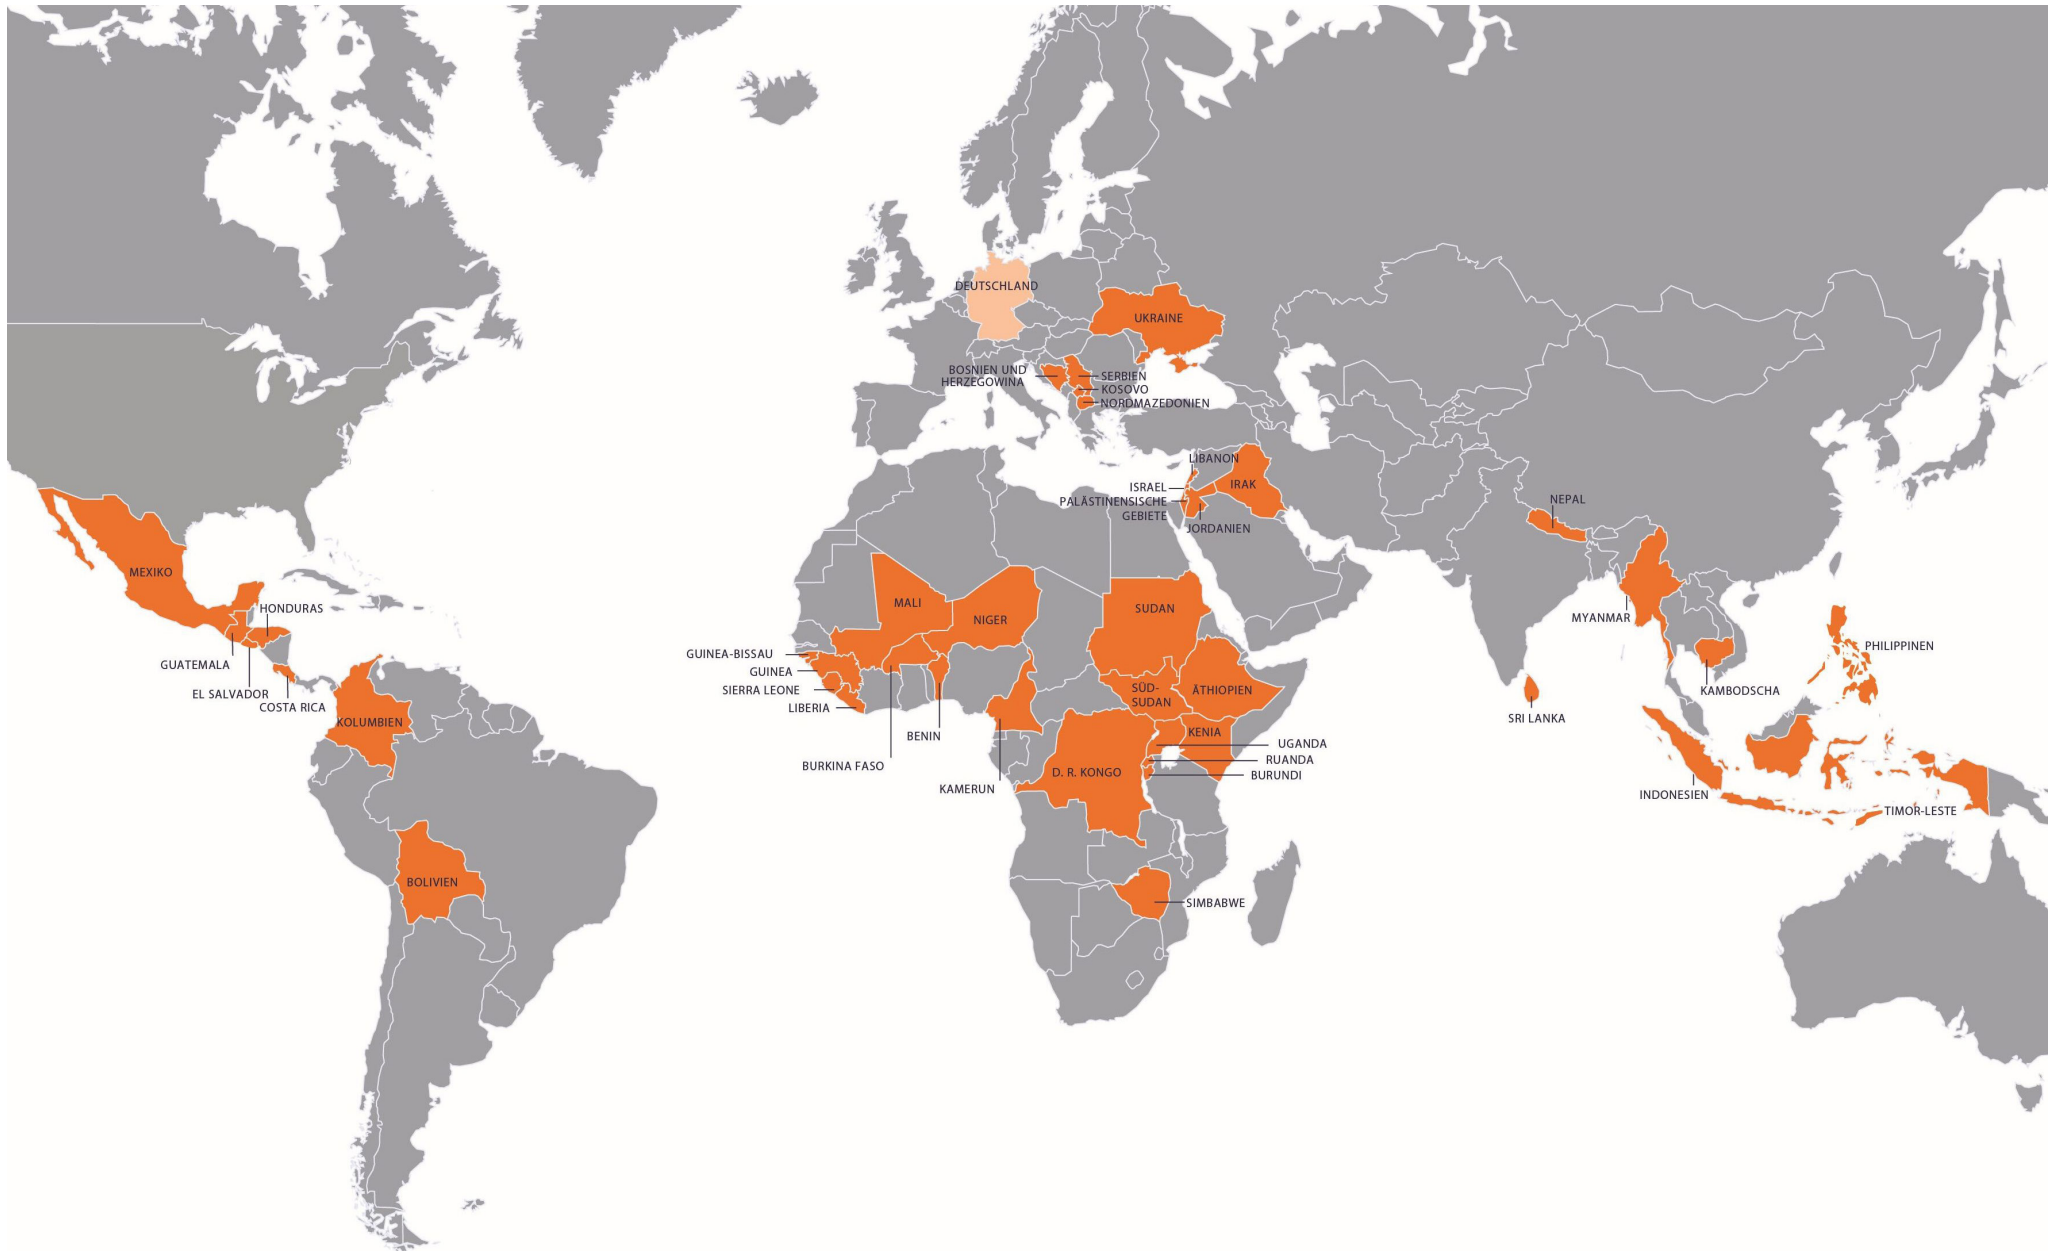 DEUTSCHLAND
UKRAINE
BOSNIEN UND
HERZEGOWINA
SERBIEN
KOSOVO
NORDMAZEDONIEN
LIBANON
ISRAEL
IRAK
PALÄSTINENSISCHE
GEBIETE
JORDANIEN
NEPAL
MEXIKO
HONDURAS
GUATEMALA
EL SALVADOR
COSTA RICA
KOLUMBIEN
BOLIVIEN
MALI
NIGER
SUDAN
GUINEA-BISSAU
GUINEA
SIERRA LEONE
LIBERIA
BENIN
BURKINA FASO
KAMERUN
SÜD-
SUDAN
ÄTHIOPIEN
KENIA
UGANDA
RUANDA
BURUNDI
D. R. KONGO
SIMBABWE
MYANMAR
PHILIPPINEN
KAMBODSCHA
SRI LANKA
INDONESIEN
TIMOR-LESTE